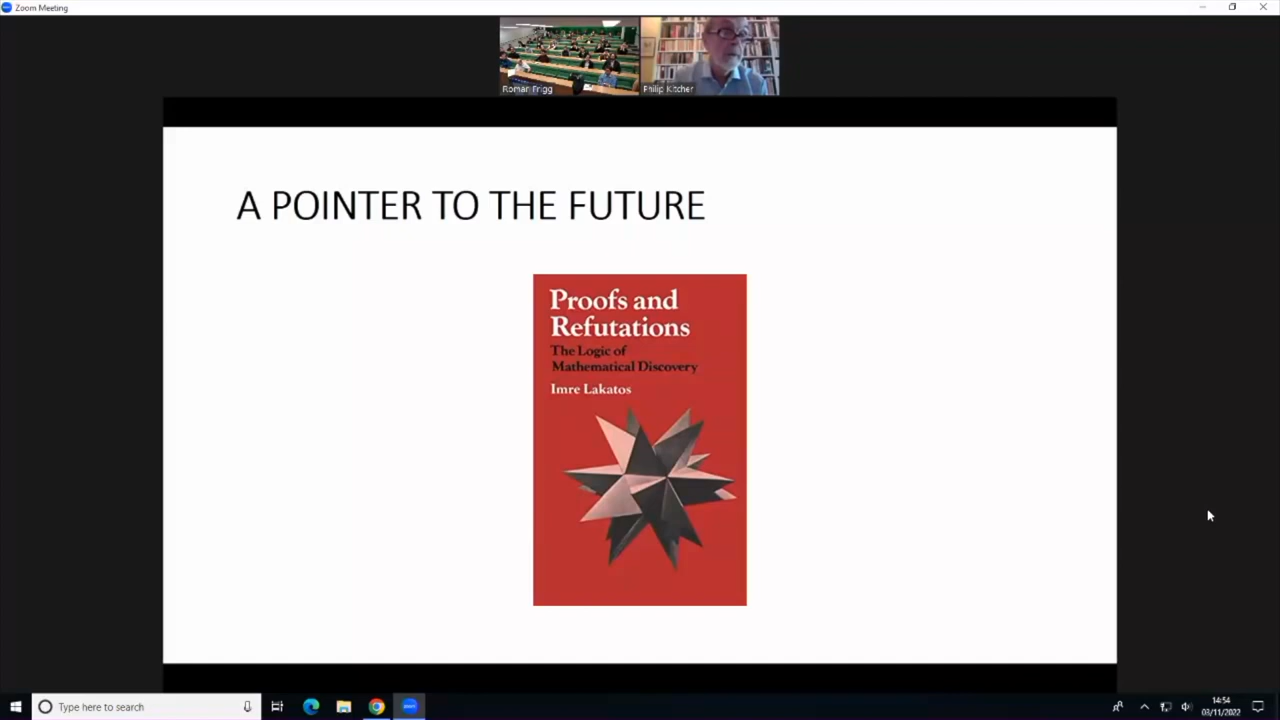 Zoom Meeting
Roman Frigg
Philip Kitcher
A POINTER TO THE FUTURE
Proofs and
Refutations
The Logic of
Mathematical Discovery
Imre Lakatos
Type here to search
zoom
14:54
03/11/2022